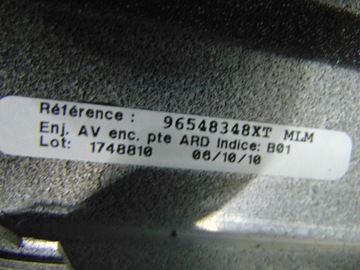 Référence : 96548348XT MLM
Enj. AV enc. pte ARD Indice: B01
Lot: 1748810 06/10/10